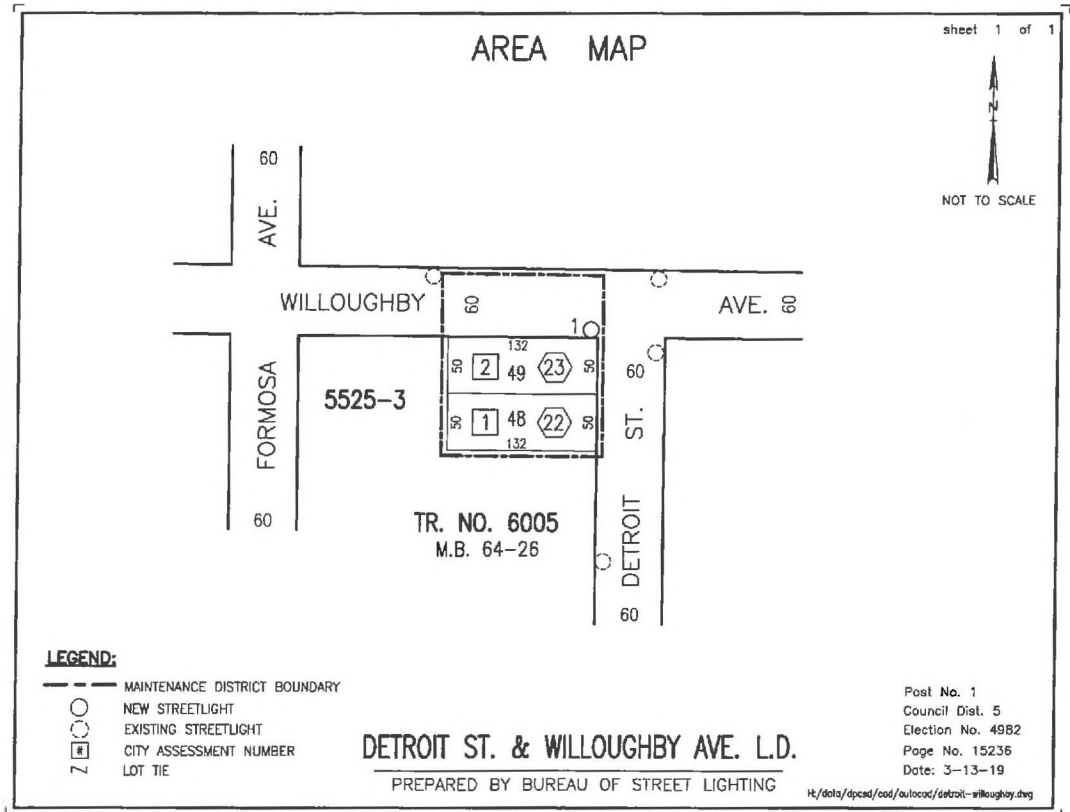 sheet 1 of 1
AREA MAP
N
NOT TO SCALE
60
AVE.
WILLOUGHBY
60
AVE.
60
1
132
50
2
49
23
50
60
5525-3
50
1
48
22
50
132
ST.
FORMOSA
60
TR. NO. 6005
M.B. 64-26
DETROIT
60
LEGEND:
MAINTENANCE DISTRICT BOUNDARY
NEW STREETLIGHT
EXISTING STREETLIGHT
# CITY ASSESSMENT NUMBER
Z LOT TIE
DETROIT ST. & WILLOUGHBY AVE. L.D.
PREPARED BY BUREAU OF STREET LIGHTING
Post No. 1
Council Dist. 5
Election No. 4982
Page No. 15236
Date: 3-13-19
H:/data/dpcsd/cad/autocad/detroit-willoughby.dwg